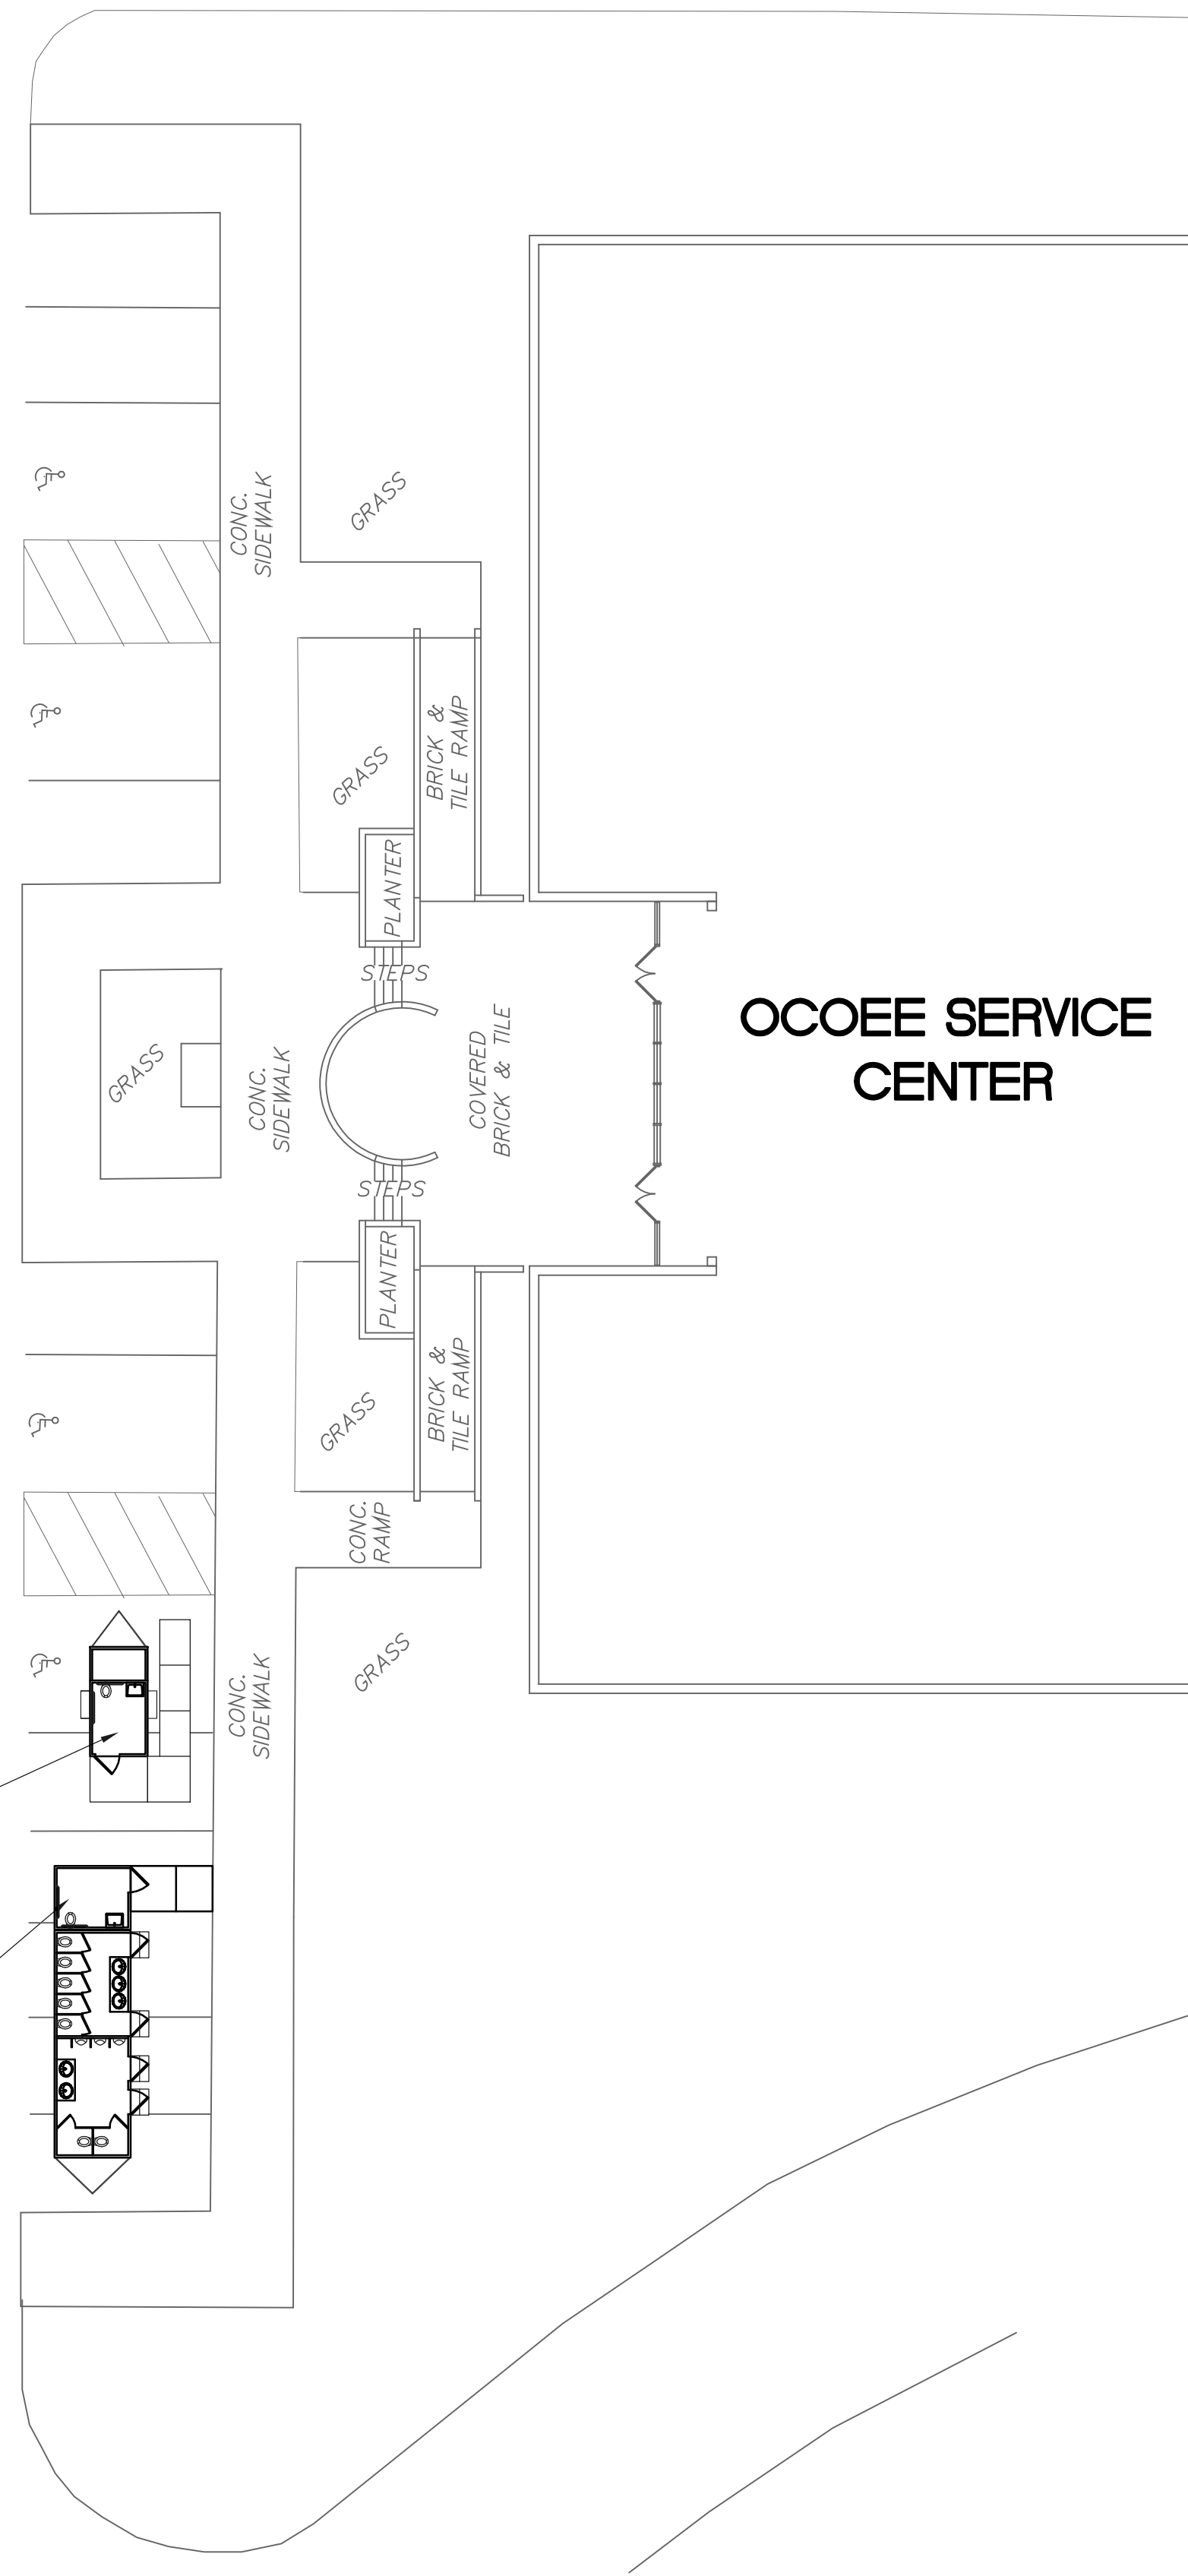 CONC.
SIDEWALK
GRASS
BRICK &
TILE RAMP
GRASS
PLANTER
STEPS
OCOEE SERVICE
CENTER
COVERED
BRICK & TILE
GRASS
CONC.
SIDEWALK
STEPS
PLANTER
BRICK &
TILE RAMP
GRASS
CONC.
RAMP
GRASS
CONC.
SIDEWALK